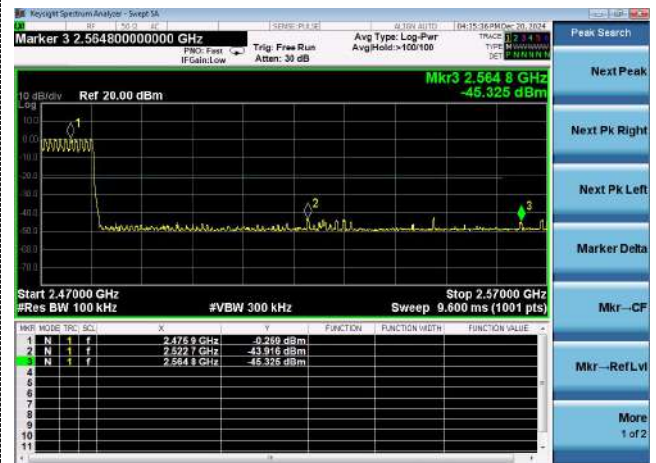 Keysight Spectrum Analyzer - Swept SA
LXI RF 50 Ω AC SENSE:PULSE ALIGN AUTO 04:15:36 PM Dec 20, 2024
Marker 3 2.564800000000 GHz
PNO: Fast
IFGain:Low
Trig: Free Run
Atten: 30 dB
Avg Type: Log-Pwr
Avg|Hold:>100/100
TRACE 1 2 3 4 5 6
TYPE M WWWWW
DET P N N N N N
Peak Search
Mkr3 2.564 8 GHz
-45.325 dBm
10 dB/div Ref 20.00 dBm
Log
10.0
0.00
-10.0
-20.0
-30.0
-40.0
-50.0
-60.0
-70.0
1
2
3
Start 2.47000 GHz
#Res BW 100 kHz
#VBW 300 kHz
Stop 2.57000 GHz
Sweep 9.600 ms (1001 pts)
MKR MODE TRC SCL X Y FUNCTION FUNCTION WIDTH FUNCTION VALUE
1 N 1 f 2.475 9 GHz -0.269 dBm
2 N 1 f 2.522 7 GHz -43.916 dBm
3 N 1 f 2.564 8 GHz -45.325 dBm
4
5
6
7
8
9
10
11
Next Peak
Next Pk Right
Next Pk Left
Marker Delta
Mkr→CF
Mkr→RefLvl
More
1 of 2